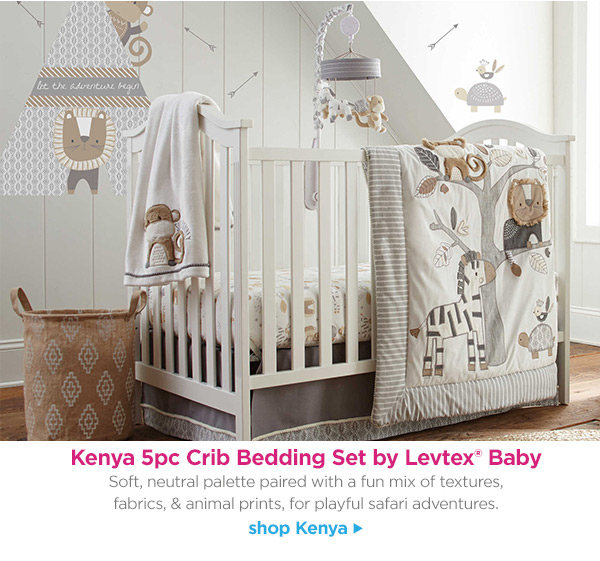 let the adventure begin
Kenya 5pc Crib Bedding Set by Levtex® Baby
Soft, neutral palette paired with a fun mix of textures,
fabrics, & animal prints, for playful safari adventures.
shop Kenya ▶